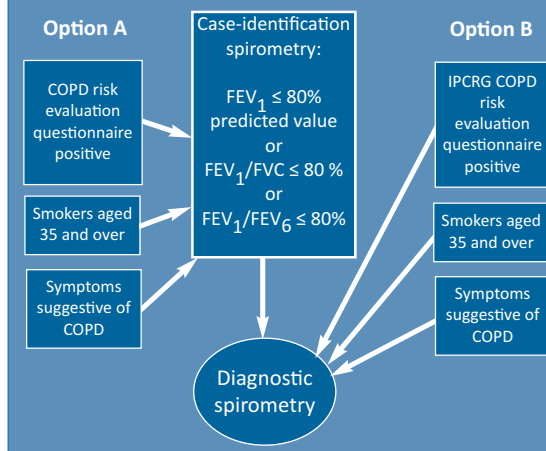 Option A
COPD risk
evaluation
questionnaire
positive
Smokers aged
35 and over
Symptoms
suggestive of
COPD
Case-identification
spirometry:
FEV1 ≤ 80%
predicted value
or
FEV1/FVC ≤ 80 %
or
FEV1/FEV6 ≤ 80%
Diagnostic
spirometry
Option B
IPCRG COPD
risk
evaluation
questionnaire
positive
Smokers aged
35 and over
Symptoms
suggestive of
COPD